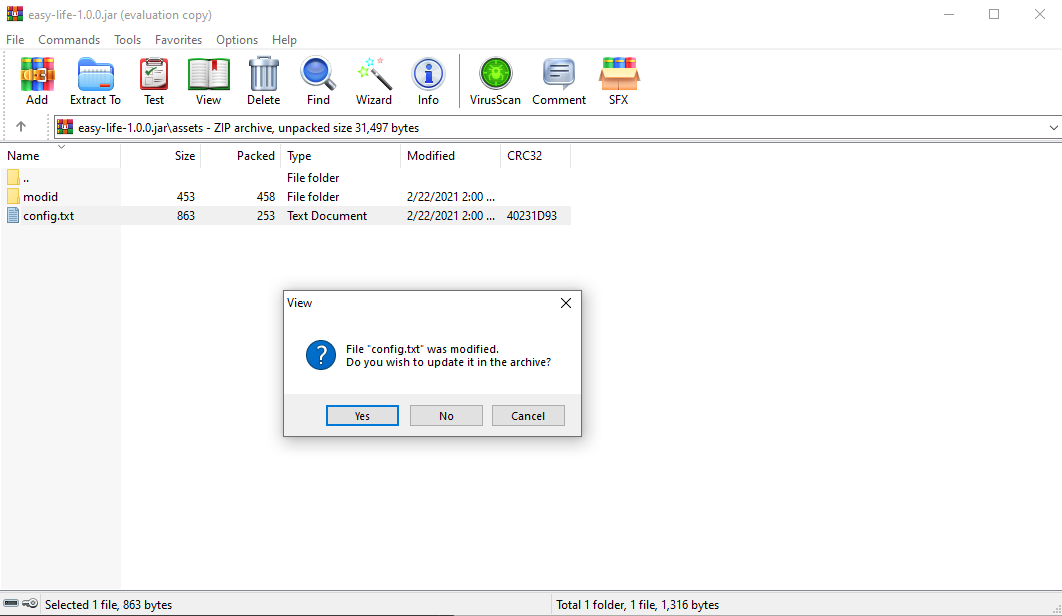 easy-life-1.0.0.jar (evaluation copy)
File Commands Tools Favorites Options Help
Add Extract To Test View Delete Find Wizard Info VirusScan Comment SFX
easy-life-1.0.0.jar\assets - ZIP archive, unpacked size 31,497 bytes
Name Size Packed Type Modified CRC32
.. File folder
modid 453 458 File folder 2/22/2021 2:00 ...
config.txt 863 253 Text Document 2/22/2021 2:00 ... 40231D93
View
File "config.txt" was modified.
Do you wish to update it in the archive?
Yes No Cancel
Selected 1 file, 863 bytes Total 1 folder, 1 file, 1,316 bytes